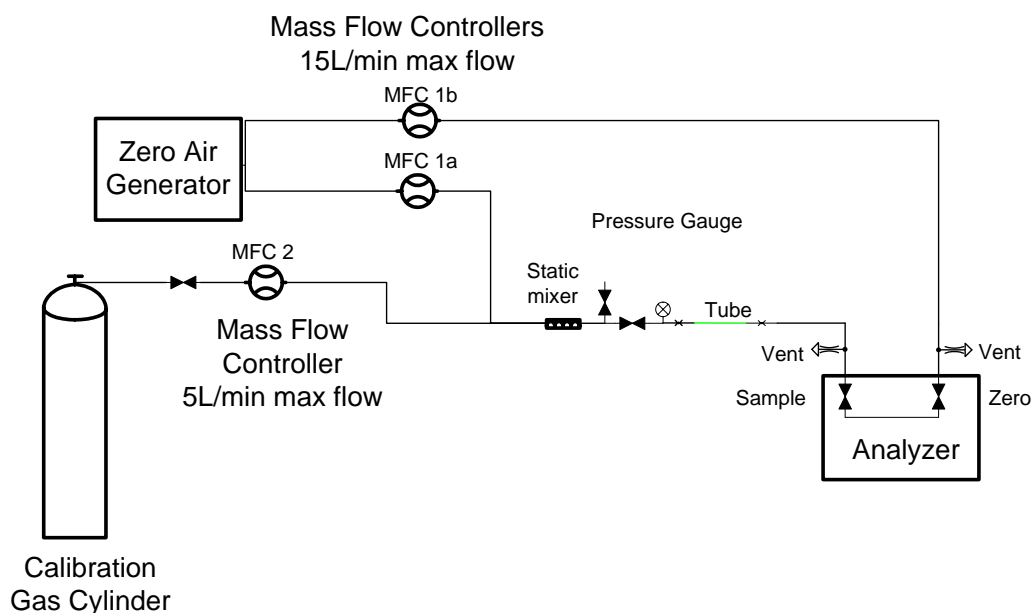 Mass Flow Controllers
15L/min max flow
MFC 1b
Zero Air
Generator
MFC 1a
Pressure Gauge
MFC 2
Static
mixer
Tube
Mass Flow
Controller
5L/min max flow
Vent
Vent
Sample
Zero
Analyzer
Calibration
Gas Cylinder